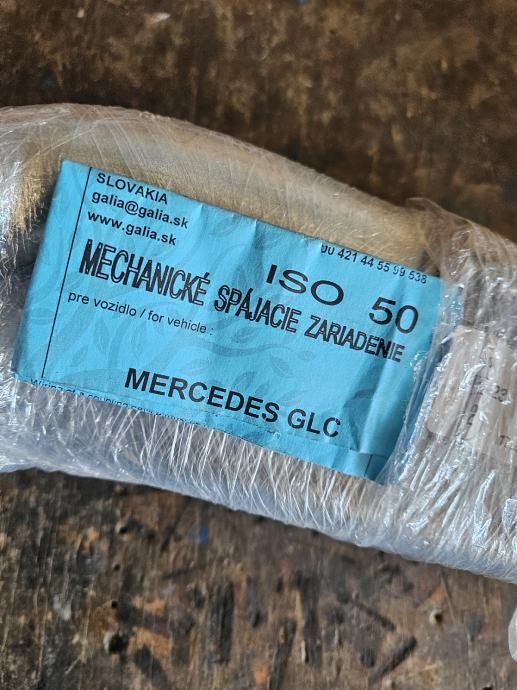 SLOVAKIA
galia@galia.sk
www.galia.sk
00 421 44 55 99 538
ISO 50
MECHANICKÉ SPÁJACIE ZARIADENIE
pre vozidlo / for vehicle :
MERCEDES GLC